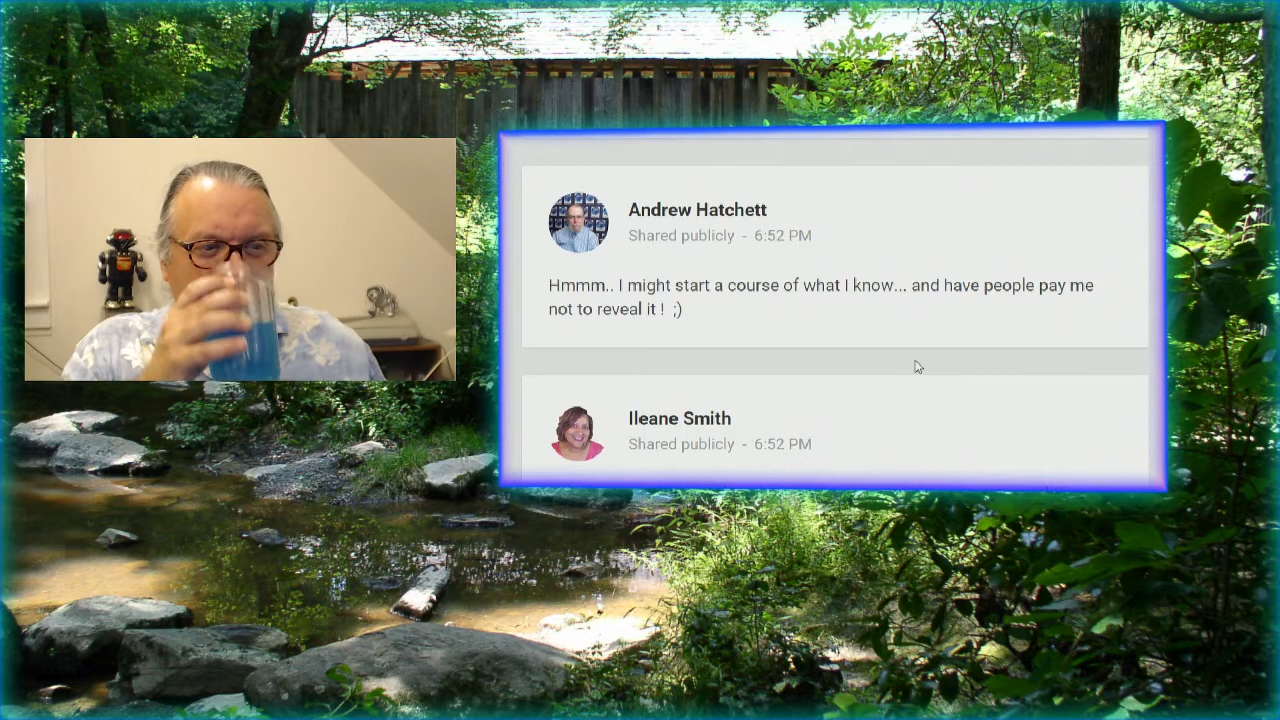 Andrew Hatchett
Shared publicly - 6:52 PM
Hmmm.. I might start a course of what I know... and have people pay me
not to reveal it ! ;)
Ileane Smith
Shared publicly - 6:52 PM